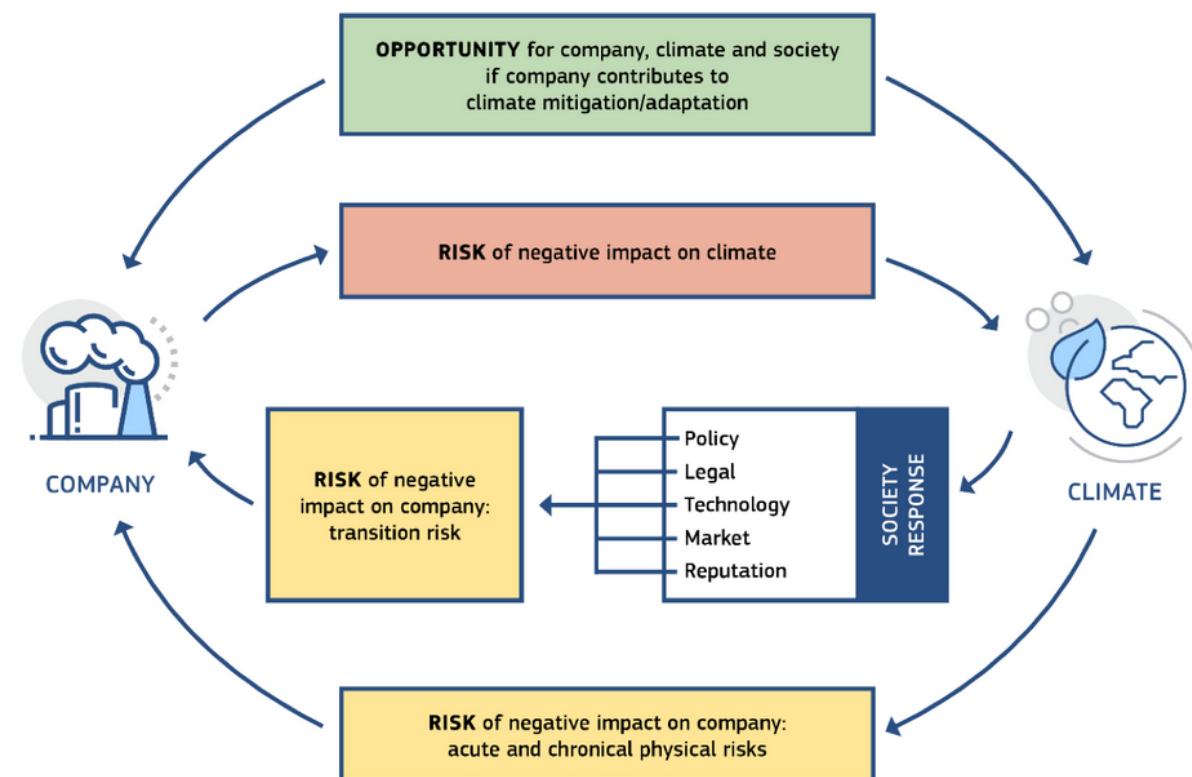 OPPORTUNITY for company, climate and society
if company contributes to
climate mitigation/adaptation
RISK of negative impact on climate
COMPANY
RISK of negative
impact on company:
transition risk
Policy
Legal
Technology
Market
Reputation
SOCIETY
RESPONSE
CLIMATE
RISK of negative impact on company:
acute and chronical physical risks